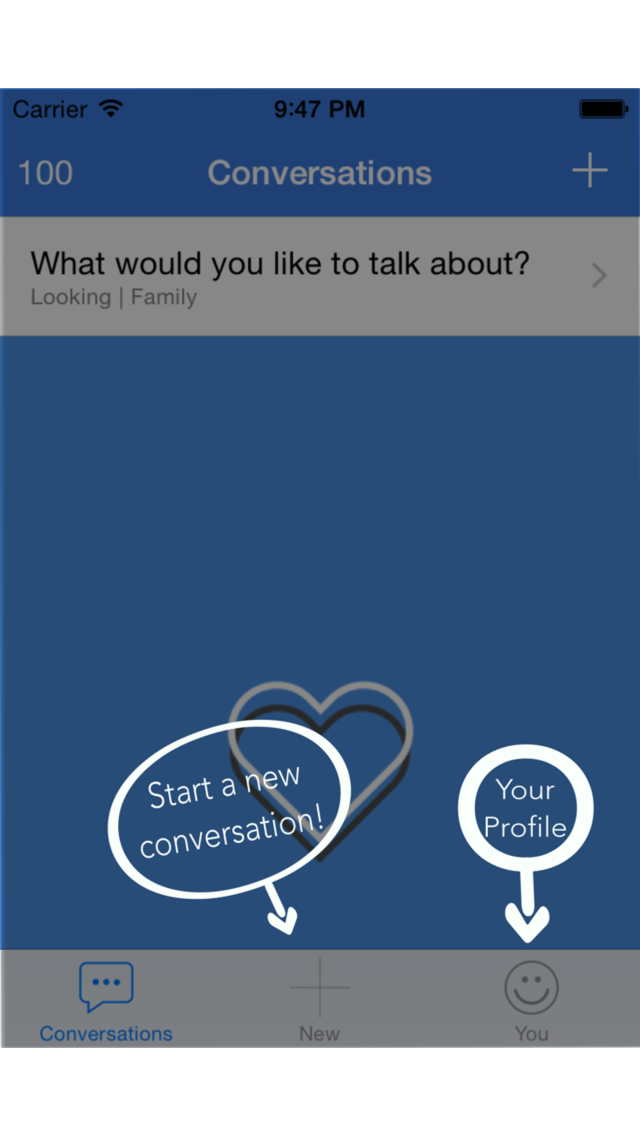 Carrier 9:47 PM
100 Conversations
What would you like to talk about?
Looking | Family
Start a new
conversation!
Your
Profile
Conversations New You